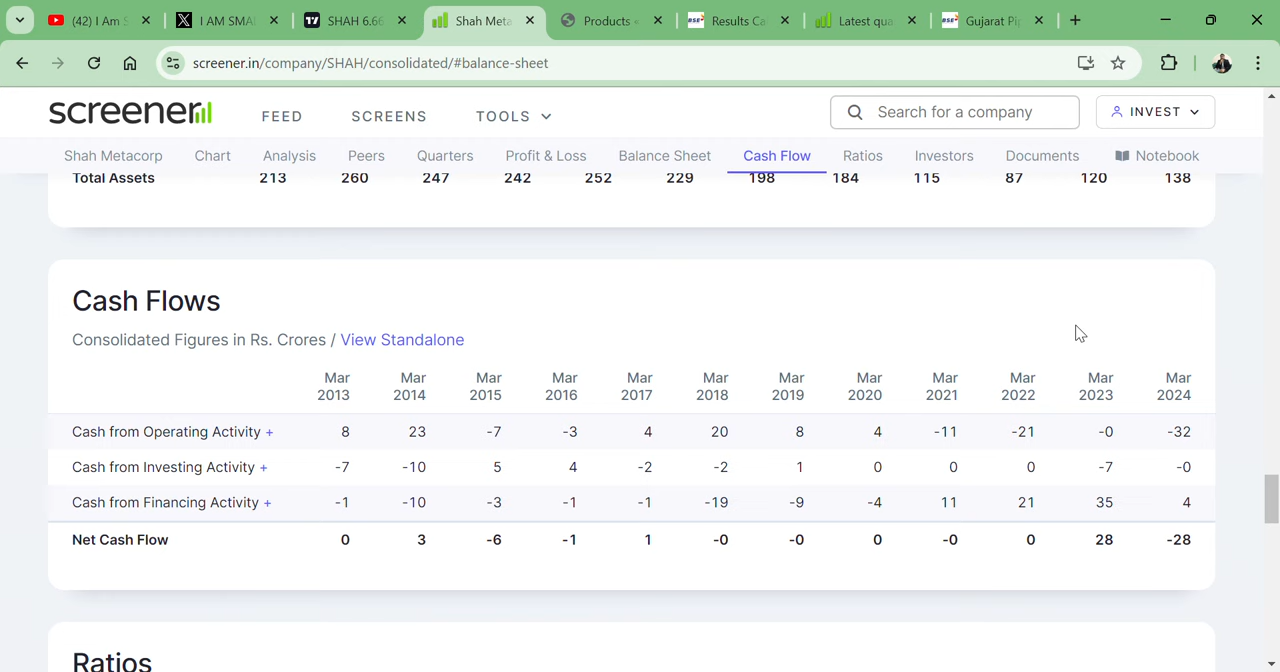 (42) I Am S
I AM SMA
SHAH 6.66
Shah Meta
Products «
BSE Results Ca
Latest qua
BSE Gujarat Pi
screener.in/company/SHAH/consolidated/#balance-sheet
screener
FEED SCREENS TOOLS
Search for a company
INVEST
Shah Metacorp Chart Analysis Peers Quarters Profit & Loss Balance Sheet Cash Flow Ratios Investors Documents Notebook
Total Assets 213 260 247 242 252 229 198 184 115 87 120 138
Cash Flows
Consolidated Figures in Rs. Crores / View Standalone
Mar 2013 Mar 2014 Mar 2015 Mar 2016 Mar 2017 Mar 2018 Mar 2019 Mar 2020 Mar 2021 Mar 2022 Mar 2023 Mar 2024
Cash from Operating Activity + 8 23 -7 -3 4 20 8 4 -11 -21 -0 -32
Cash from Investing Activity + -7 -10 5 4 -2 -2 1 0 0 0 -7 -0
Cash from Financing Activity + -1 -10 -3 -1 -1 -19 -9 -4 11 21 35 4
Net Cash Flow 0 3 -6 -1 1 -0 -0 0 -0 0 28 -28
Ratios